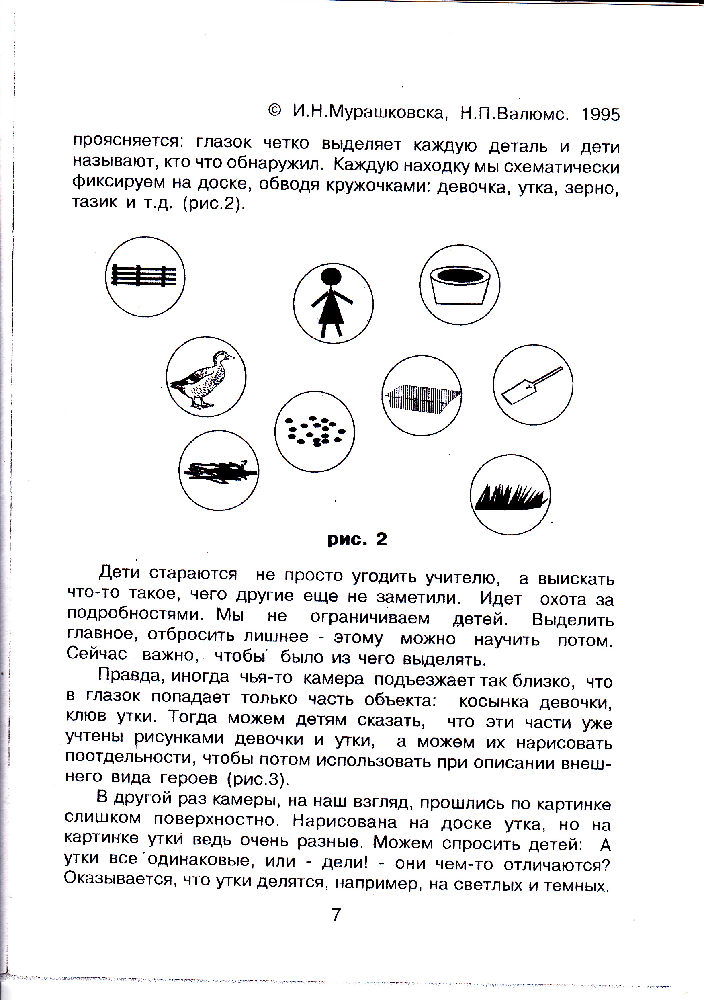 © И.Н.Мурашковска, Н.П.Валюмс. 1995
проясняется: глазок четко выделяет каждую деталь и дети
называют, кто что обнаружил. Каждую находку мы схематически
фиксируем на доске, обводя кружочками: девочка, утка, зерно,
тазик и т.д. (рис.2).
рис. 2
Дети стараются не просто угодить учителю, а выискать
что-то такое, чего другие еще не заметили. Идет охота за
подробностями. Мы не ограничиваем детей. Выделить
главное, отбросить лишнее - этому можно научить потом.
Сейчас важно, чтобы было из чего выделять.
Правда, иногда чья-то камера подъезжает так близко, что
в глазок попадает только часть объекта: косынка девочки,
клюв утки. Тогда можем детям сказать, что эти части уже
учтены рисунками девочки и утки, а можем их нарисовать
поотдельности, чтобы потом использовать при описании внеш-
него вида героев (рис.3).
В другой раз камеры, на наш взгляд, прошлись по картинке
слишком поверхностно. Нарисована на доске утка, но на
картинке утки ведь очень разные. Можем спросить детей: А
утки все одинаковые, или - дели! - они чем-то отличаются?
Оказывается, что утки делятся, например, на светлых и темных.
7